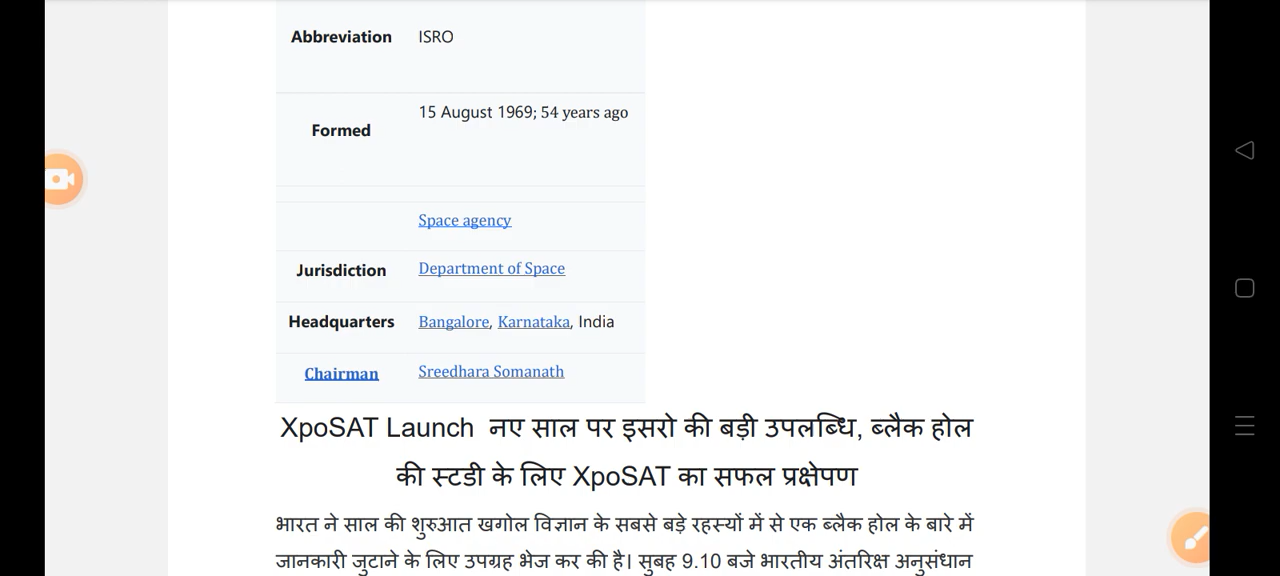 Abbreviation ISRO
Formed 15 August 1969; 54 years ago
Space agency
Jurisdiction Department of Space
Headquarters Bangalore, Karnataka, India
Chairman Sreedhara Somanath
XpoSAT Launch नए साल पर इसरो की बड़ी उपलब्धि, ब्लैक होल
की स्टडी के लिए XpoSAT का सफल प्रक्षेपण
भारत ने साल की शुरुआत खगोल विज्ञान के सबसे बड़े रहस्यों में से एक ब्लैक होल के बारे में
जानकारी जुटाने के लिए उपग्रह भेज कर की है। सुबह 9.10 बजे भारतीय अंतरिक्ष अनुसंधान